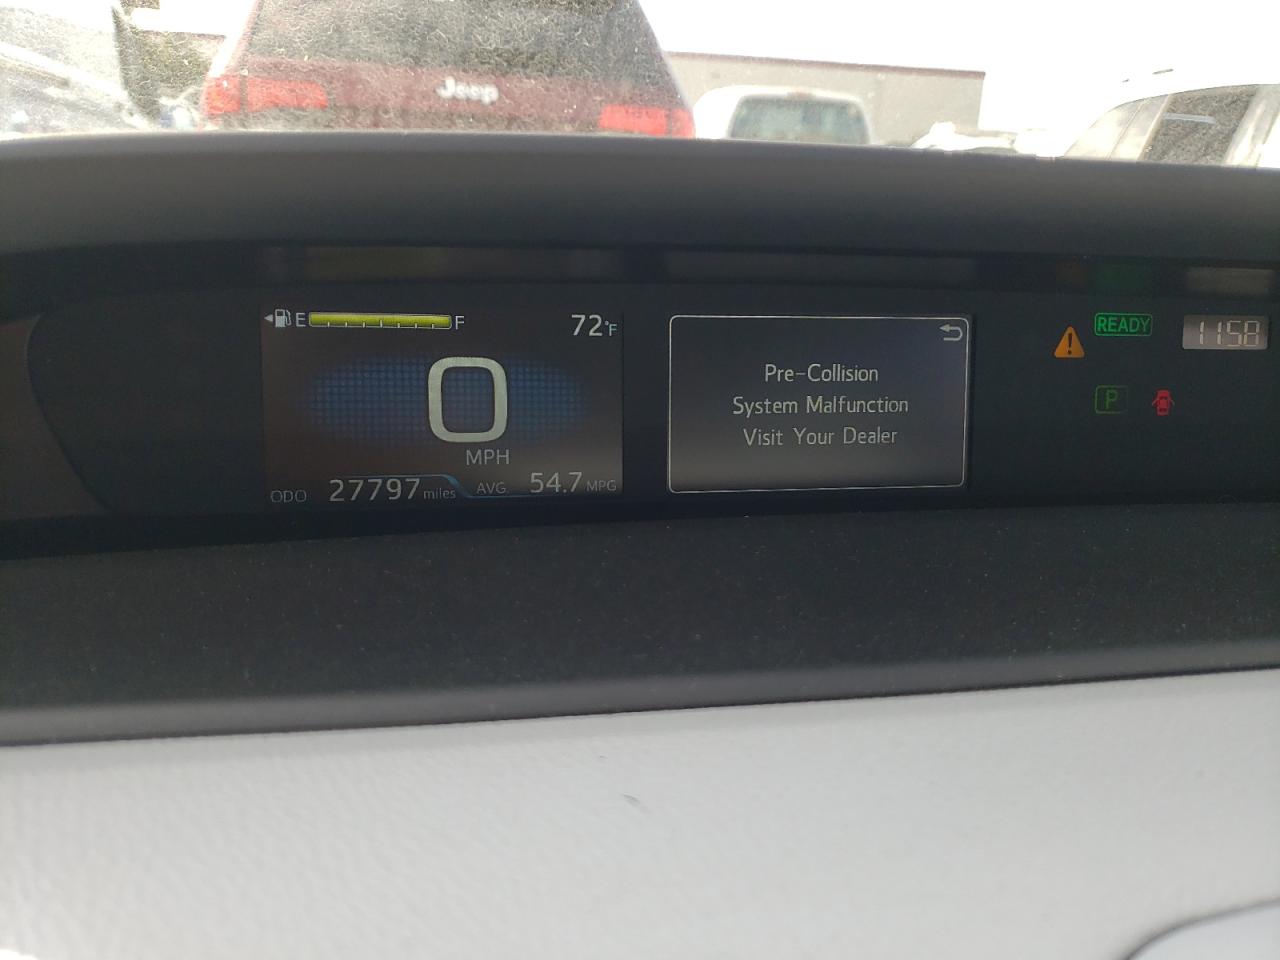 Jeep
E F 72°F
0
MPH
ODO 27797 miles AVG. 54.7 MPG
Pre-Collision
System Malfunction
Visit Your Dealer
READY
1158
P